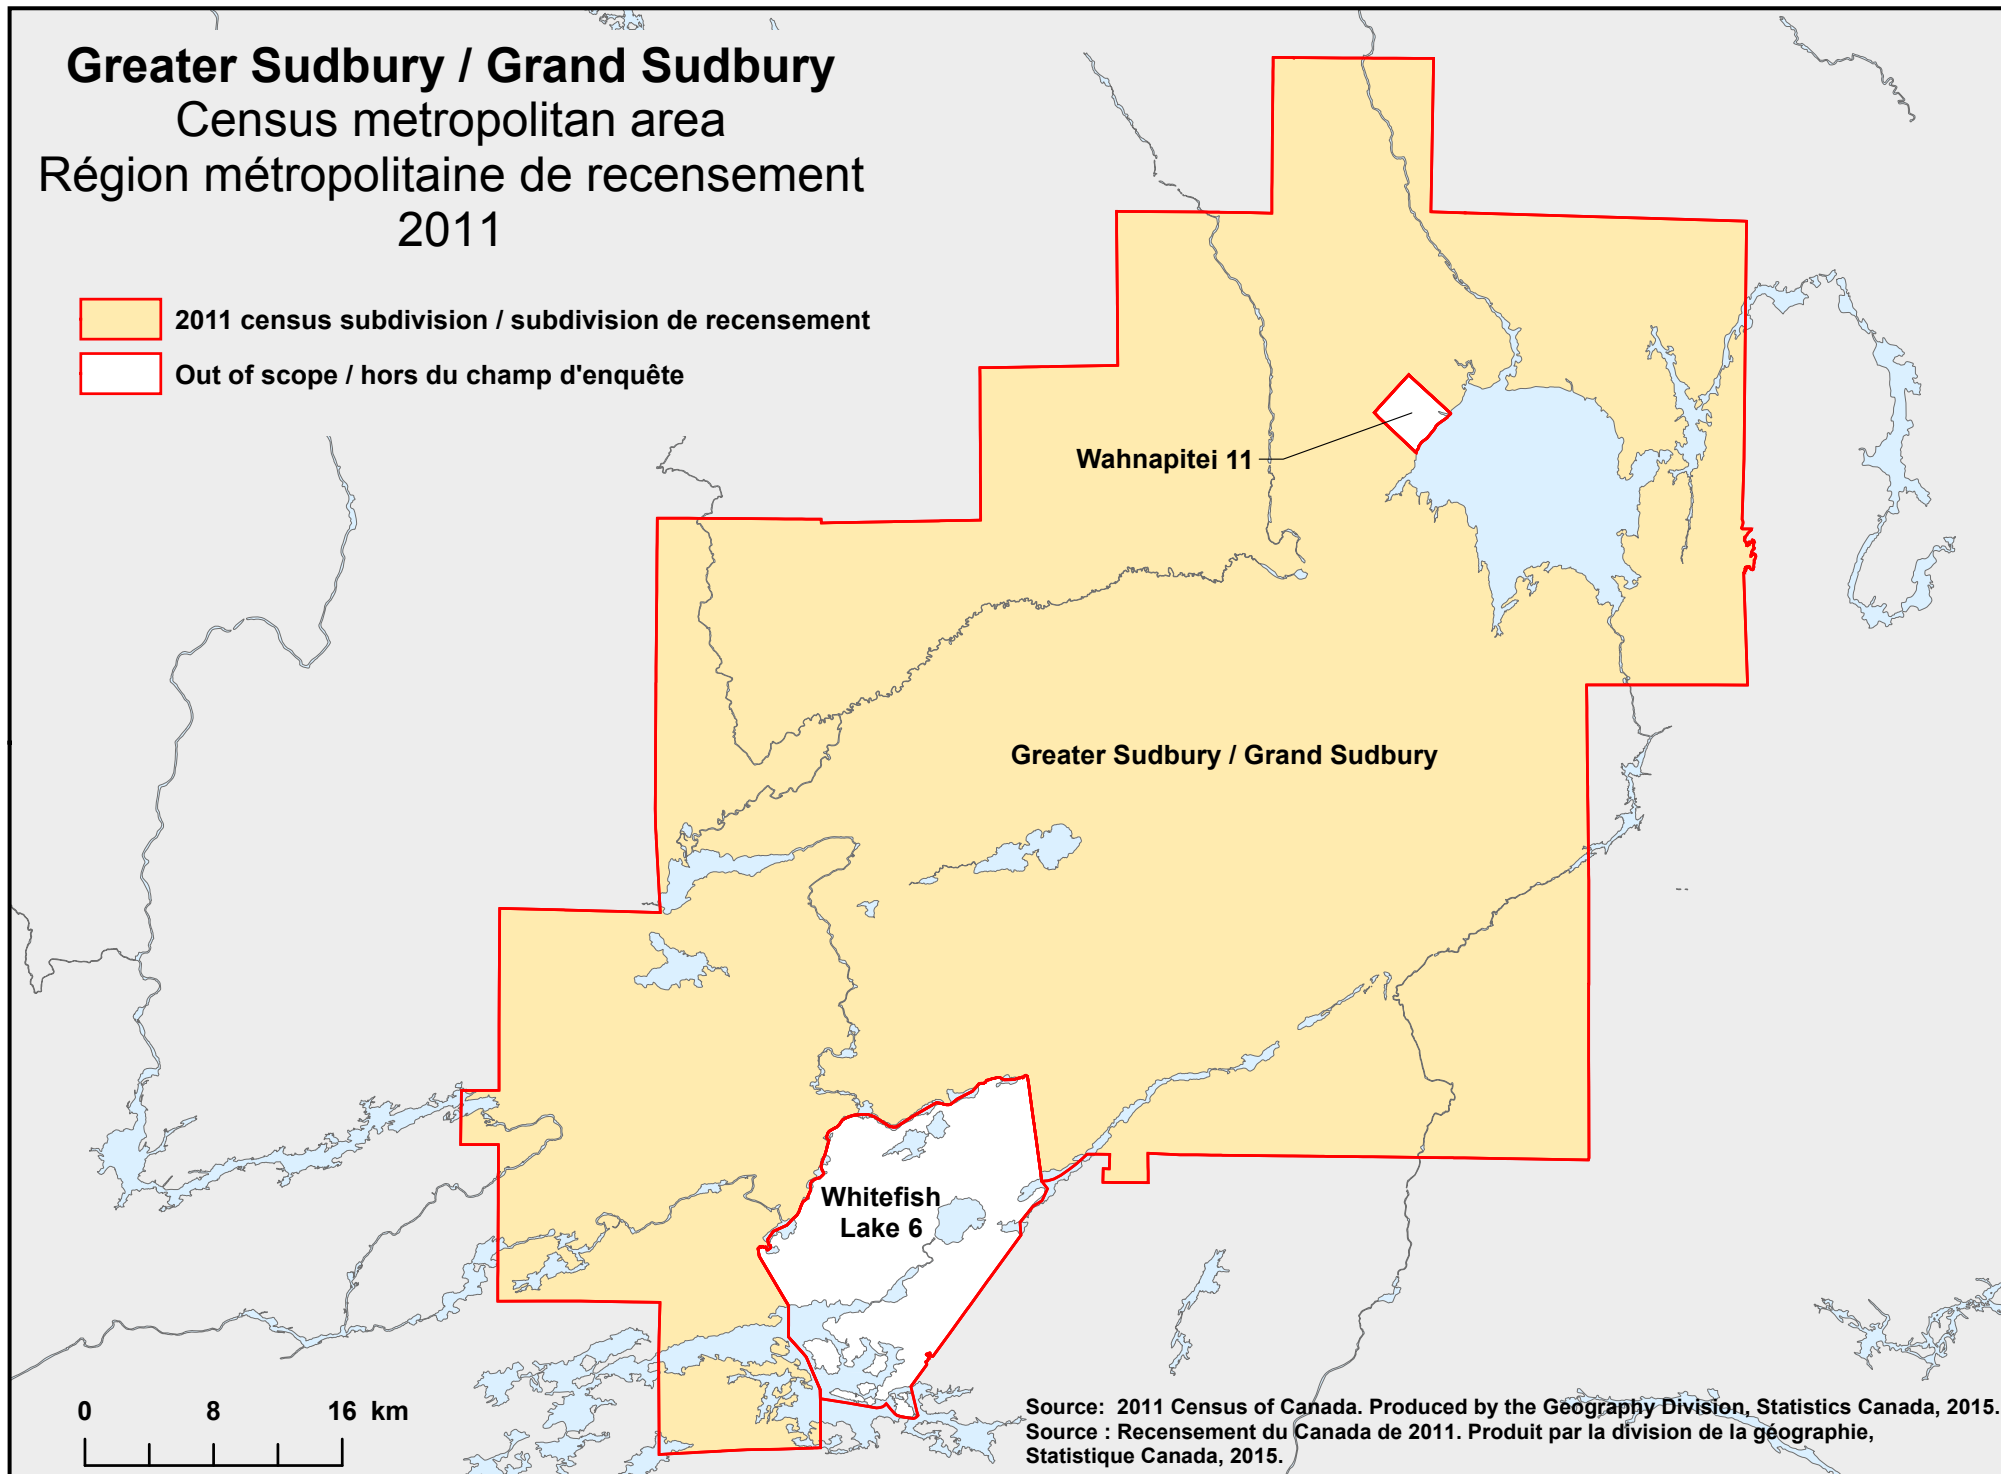 Greater Sudbury / Grand Sudbury
Census metropolitan area
Région métropolitaine de recensement
2011
2011 census subdivision / subdivision de recensement
Out of scope / hors du champ d'enquête
Wahnapitei 11
Greater Sudbury / Grand Sudbury
Whitefish
Lake 6
0 8 16 km
Source: 2011 Census of Canada. Produced by the Geography Division, Statistics Canada, 2015.
Source : Recensement du Canada de 2011. Produit par la division de la géographie,
Statistique Canada, 2015.